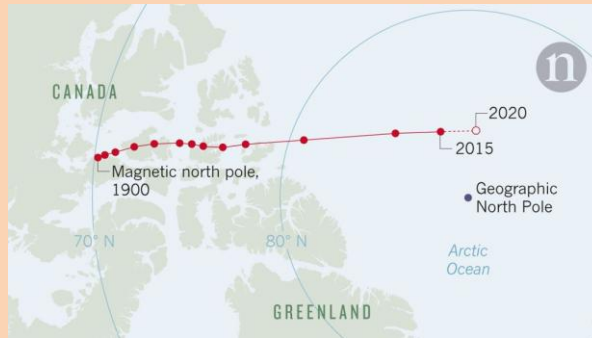 n
CANADA
2020
2015
Magnetic north pole,
1900
Geographic
North Pole
70° N
80° N
Arctic
Ocean
GREENLAND